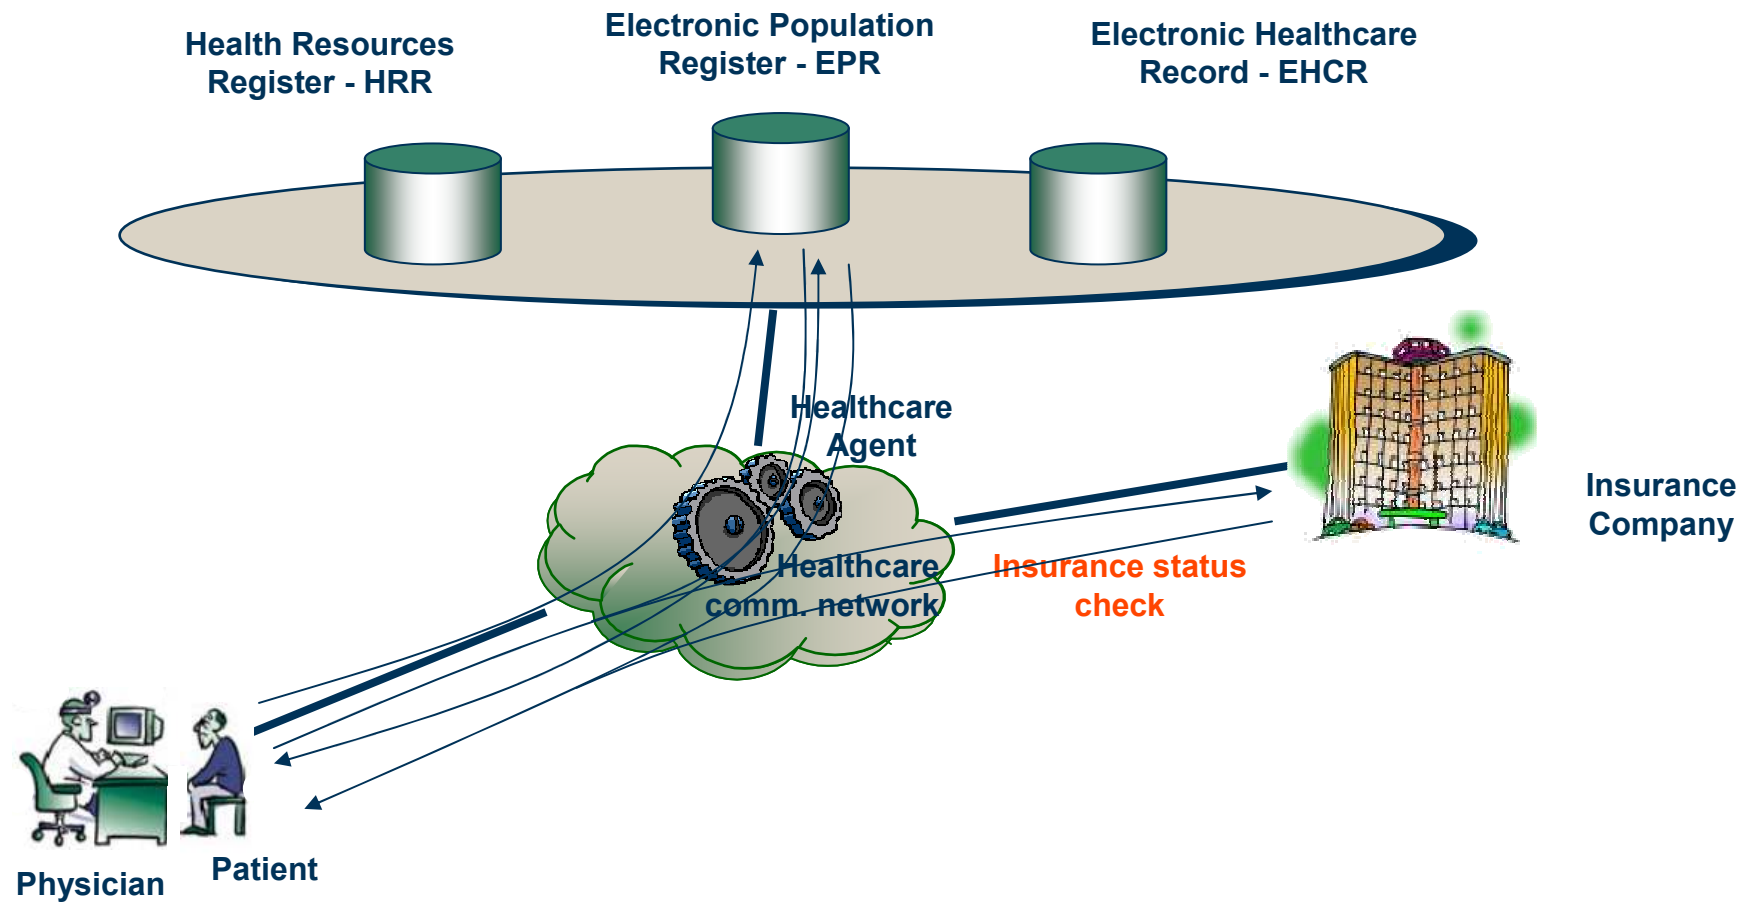 Health Resources
Register - HRR
Electronic Population
Register - EPR
Electronic Healthcare
Record - EHCR
Healthcare
Agent
Insurance
Company
Healthcare
comm. network
Insurance status
check
Patient
Physician